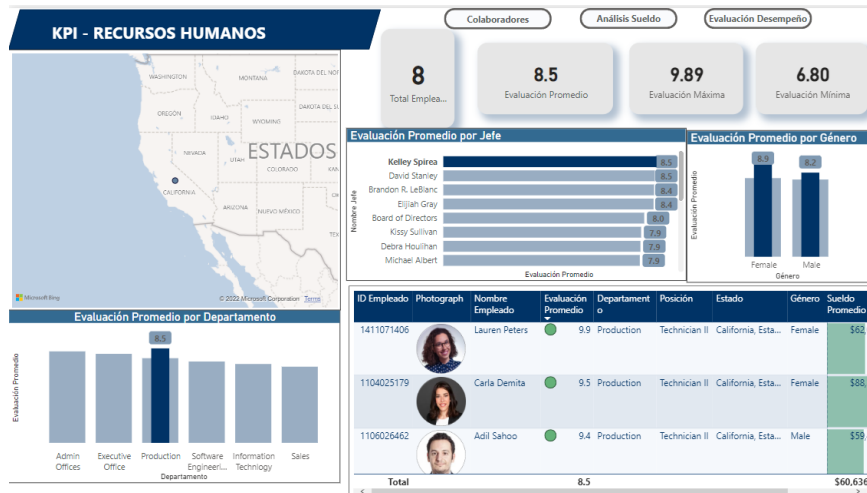 KPI - RECURSOS HUMANOS
Colaboradores
Análisis Sueldo
Evaluación Desempeño
8
Total Emplea...
8.5
Evaluación Promedio
9.89
Evaluación Máxima
6.80
Evaluación Mínima
WASHINGTON
MONTANA
DAKOTA DEL NOR
OREGÓN
IDAHO
WYOMING
DAKOTA DEL S
ESTADOS
NEVADA
UTAH
COLORADO
CALIFORNIA
ARIZONA
NUEVO MÉXICO
Microsoft Bing
© 2022 Microsoft Corporation Terms
Evaluación Promedio por Jefe
Nombre Jefe
Kelley Spirea 8.5
David Stanley 8.5
Brandon R. LeBlanc 8.4
Elijiah Gray 8.4
Board of Directors 8.0
Kissy Sullivan 7.9
Debra Houlihan 7.9
Michael Albert 7.9
Evaluación Promedio
Evaluación Promedio por Género
Evaluación Promedio
8.9
8.2
Female
Male
Género
Evaluación Promedio por Departamento
Evaluación Promedio
8.5
Admin Offices
Executive Office
Production
Software Engineeri...
Information Technlogy
Sales
Departamento
ID Empleado Photograph Nombre Empleado Evaluación Promedio Departamento Posición Estado Género Sueldo Promedio
1411071406 Lauren Peters 9.9 Production Technician II California, Esta... Female $62,
1104025179 Carla Demita 9.5 Production Technician II California, Esta... Female $88,
1106026462 Adil Sahoo 9.4 Production Technician II California, Esta... Male $59,
Total 8.5 $60,63